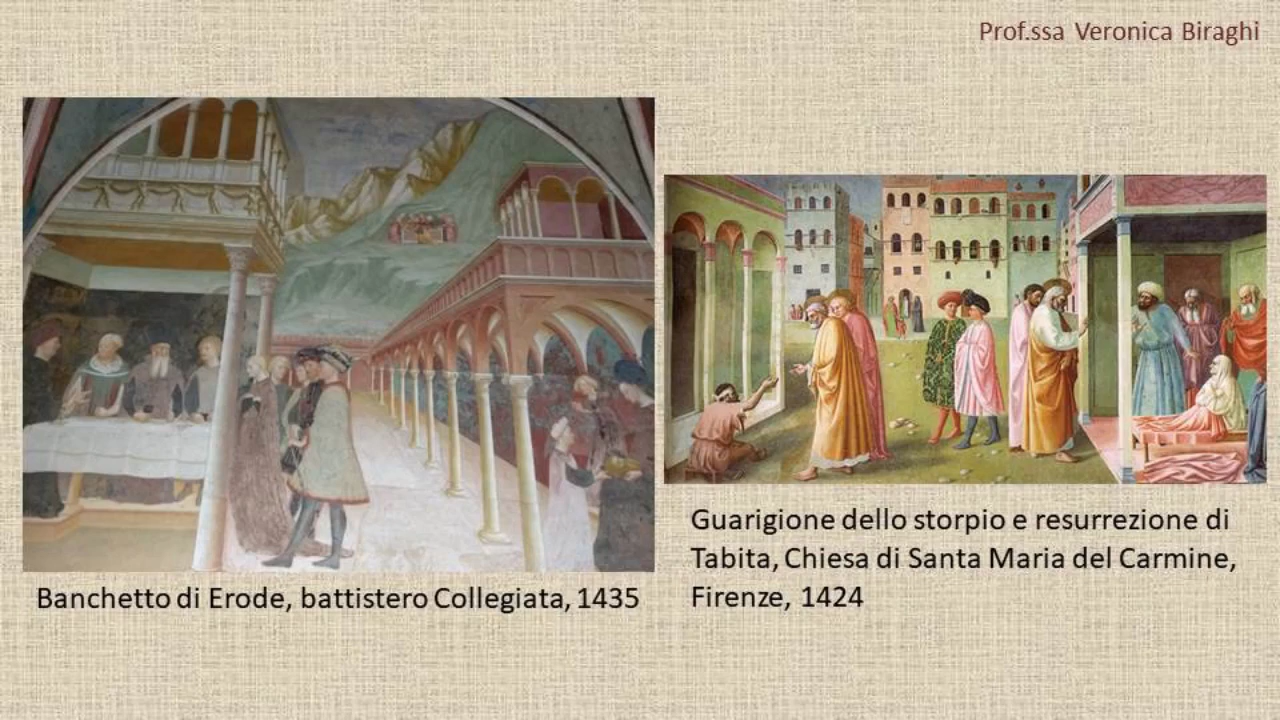 Prof.ssa Veronica Biraghi
Banchetto di Erode, battistero Collegiata, 1435
Guarigione dello storpio e resurrezione di
Tabita, Chiesa di Santa Maria del Carmine,
Firenze, 1424